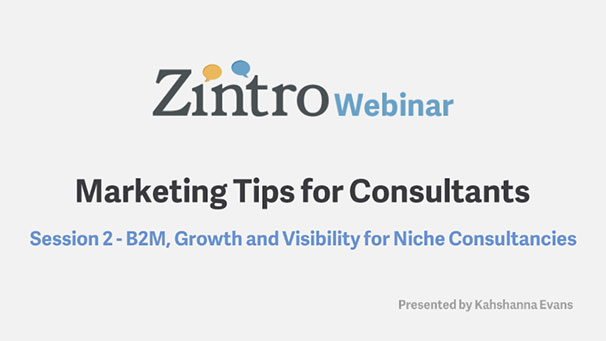 Zintro Webinar
Marketing Tips for Consultants
Session 2 - B2M, Growth and Visibility for Niche Consultancies
Presented by Kahshanna Evans